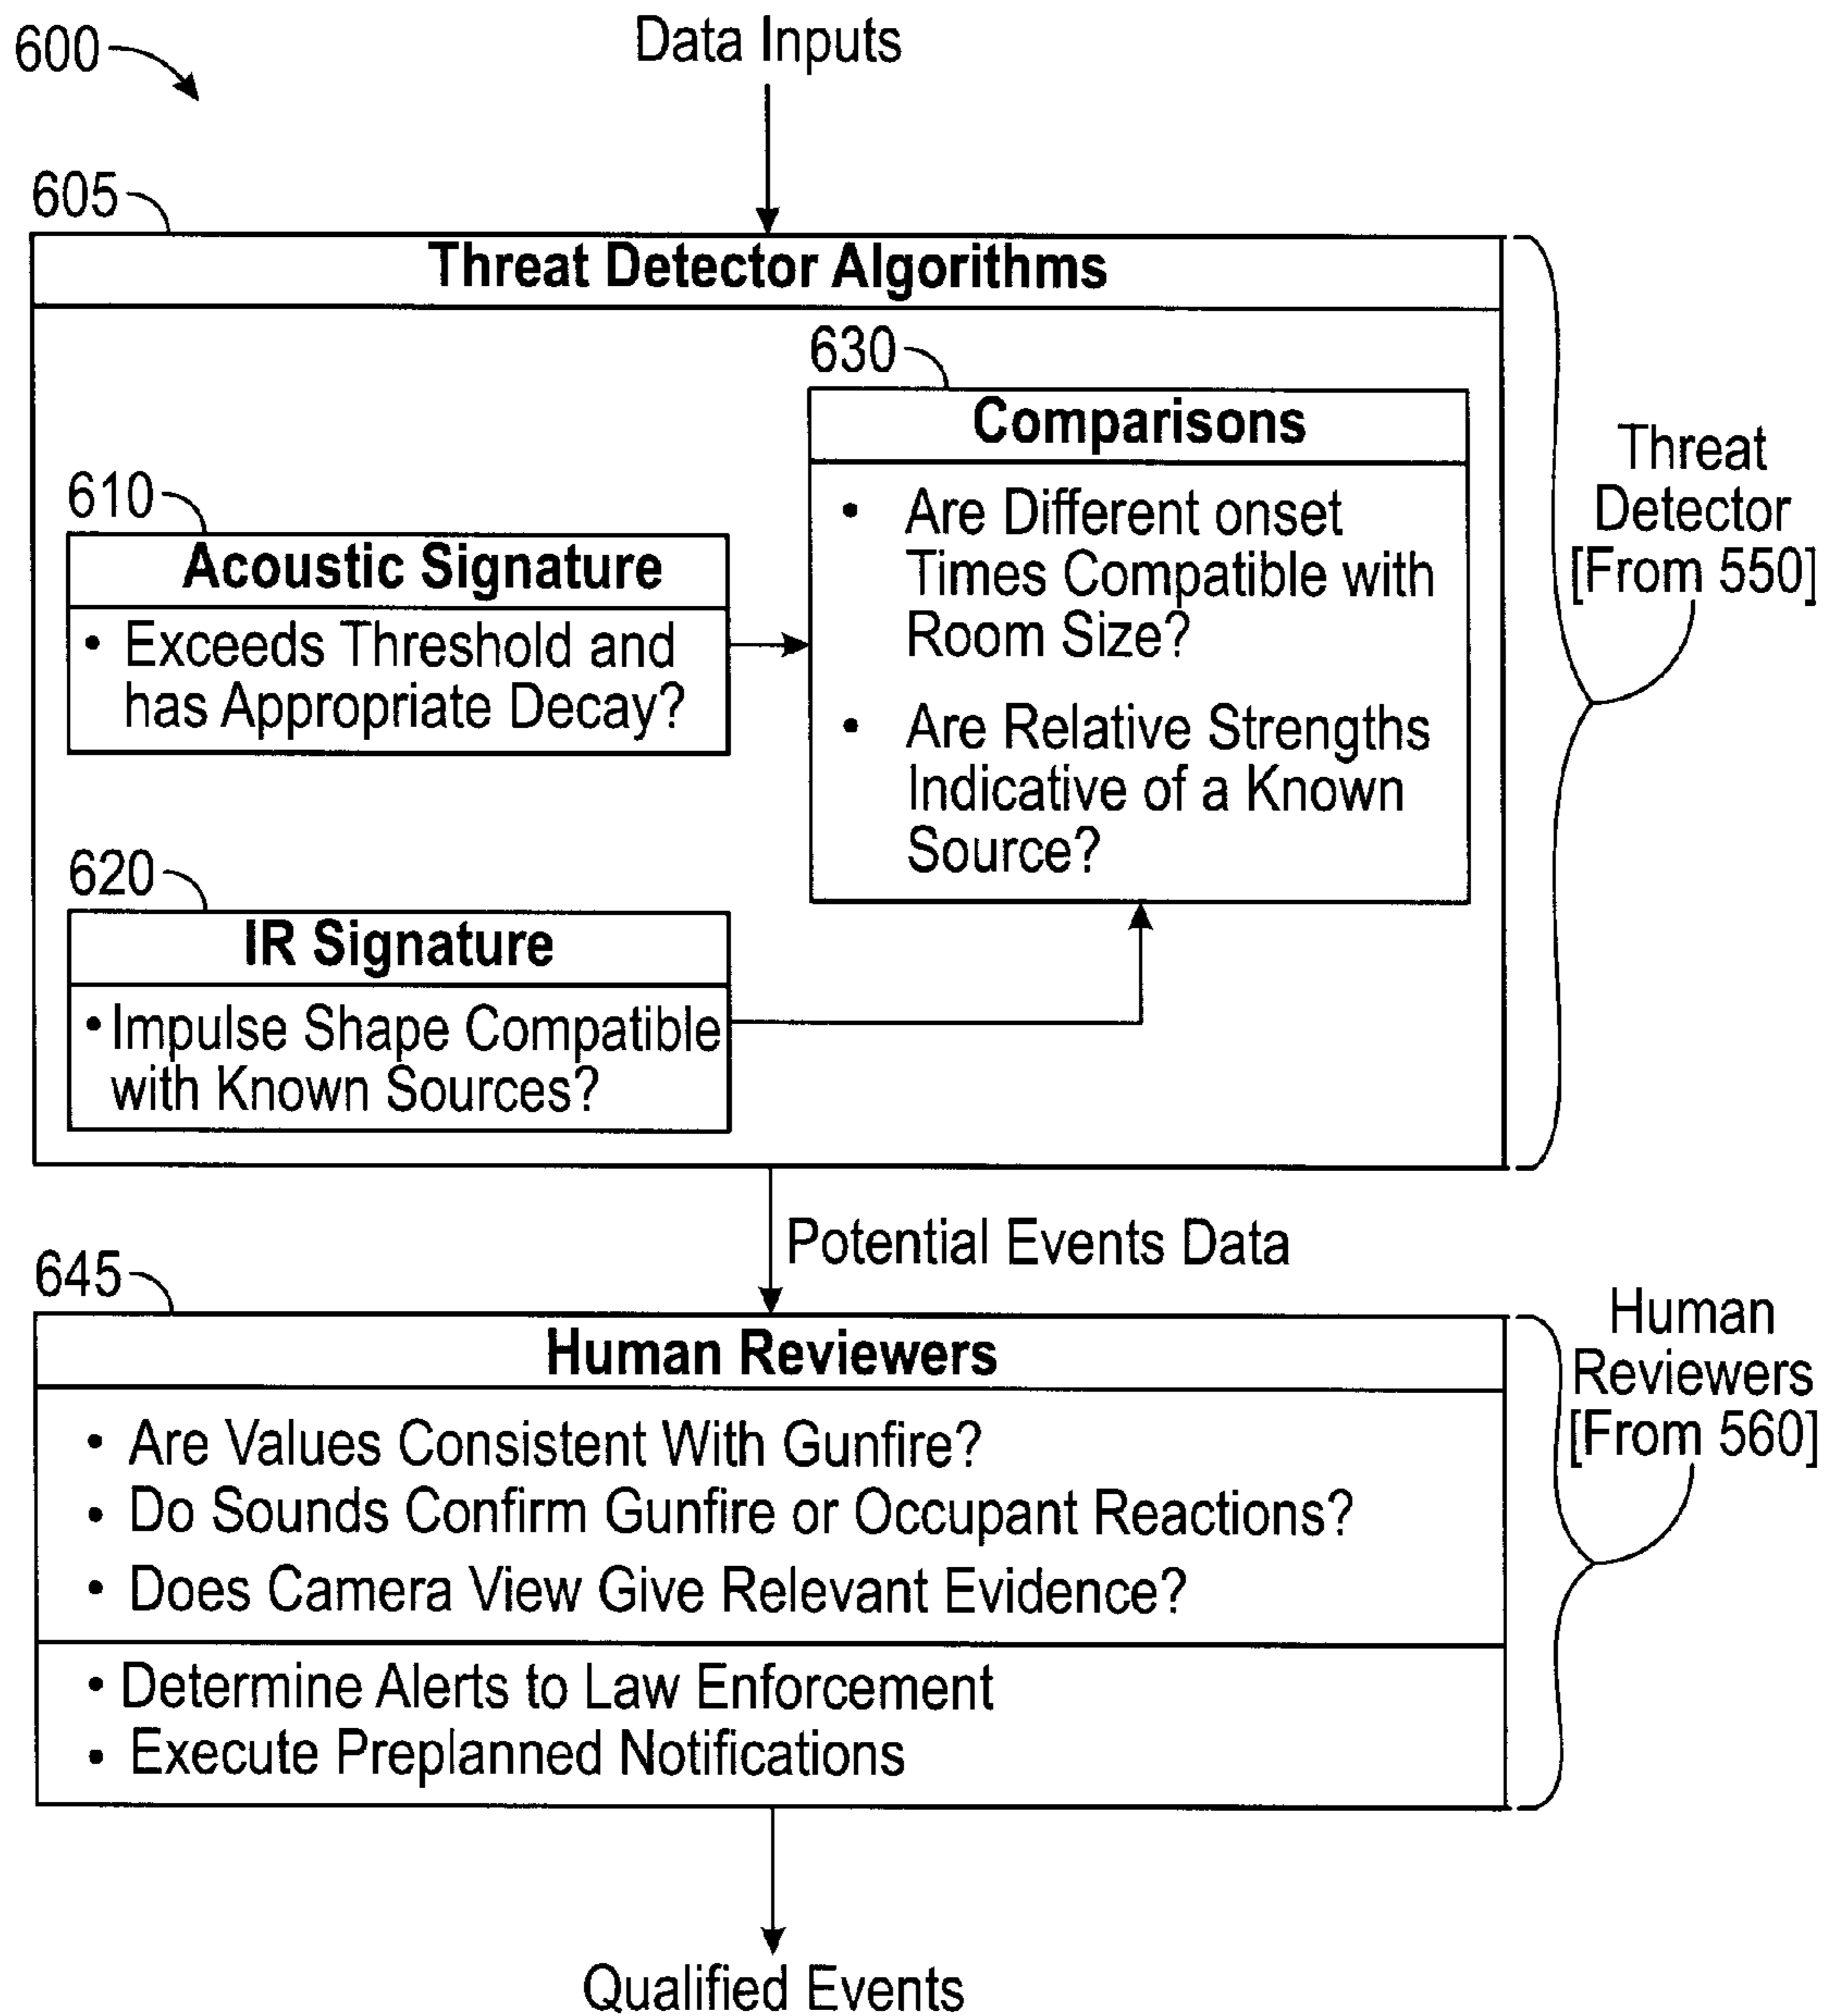 600
Data Inputs
605
Threat Detector Algorithms
630
Comparisons
• Are Different onset
Times Compatible with
Room Size?
• Are Relative Strengths
Indicative of a Known
Source?
610
Acoustic Signature
• Exceeds Threshold and
has Appropriate Decay?
620
IR Signature
• Impulse Shape Compatible
with Known Sources?
Threat
Detector
[From 550]
Potential Events Data
645
Human Reviewers
• Are Values Consistent With Gunfire?
• Do Sounds Confirm Gunfire or Occupant Reactions?
• Does Camera View Give Relevant Evidence?
• Determine Alerts to Law Enforcement
• Execute Preplanned Notifications
Human
Reviewers
[From 560]
Qualified Events